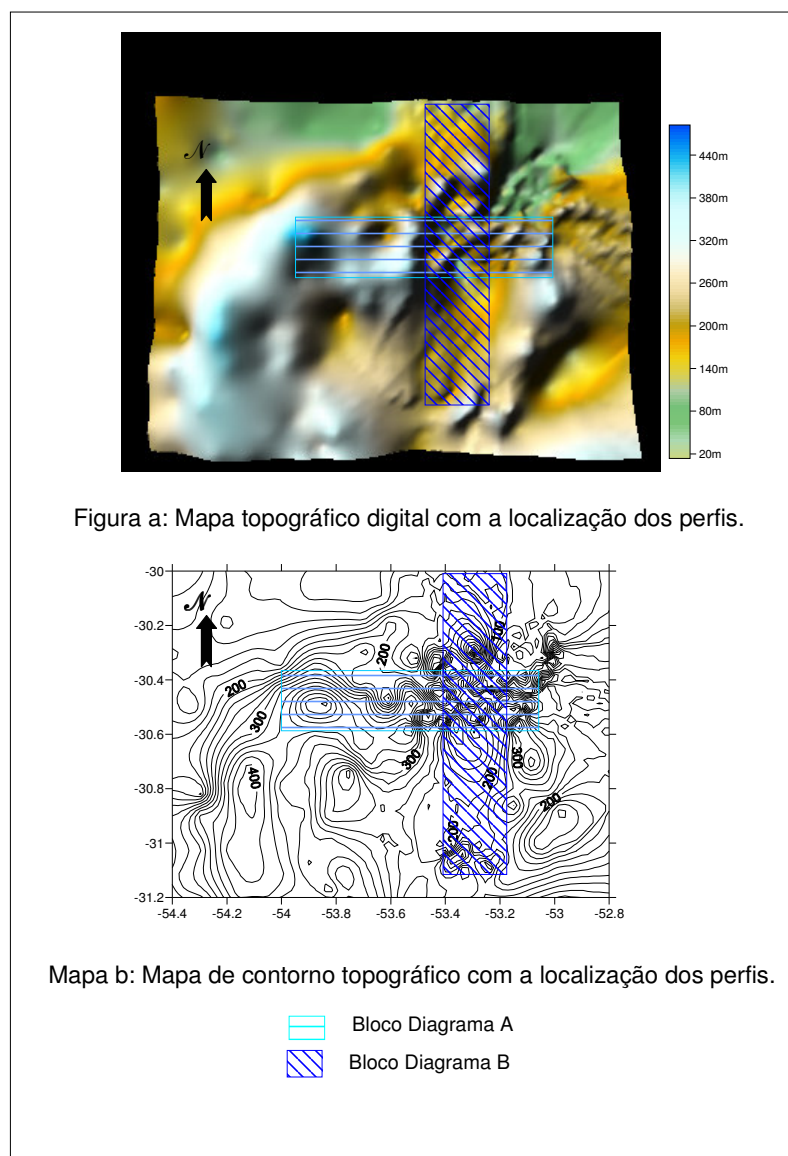 N
440m
380m
320m
260m
200m
140m
80m
20m
Figura a: Mapa topográfico digital com a localização dos perfis.
-30
-30.2
-30.4
-30.6
-30.8
-31
-31.2
N
200
100
200
300
300
300
400
200
200
200
-54.4 -54.2 -54 -53.8 -53.6 -53.4 -53.2 -53 -52.8
Mapa b: Mapa de contorno topográfico com a localização dos perfis.
Bloco Diagrama A
Bloco Diagrama B